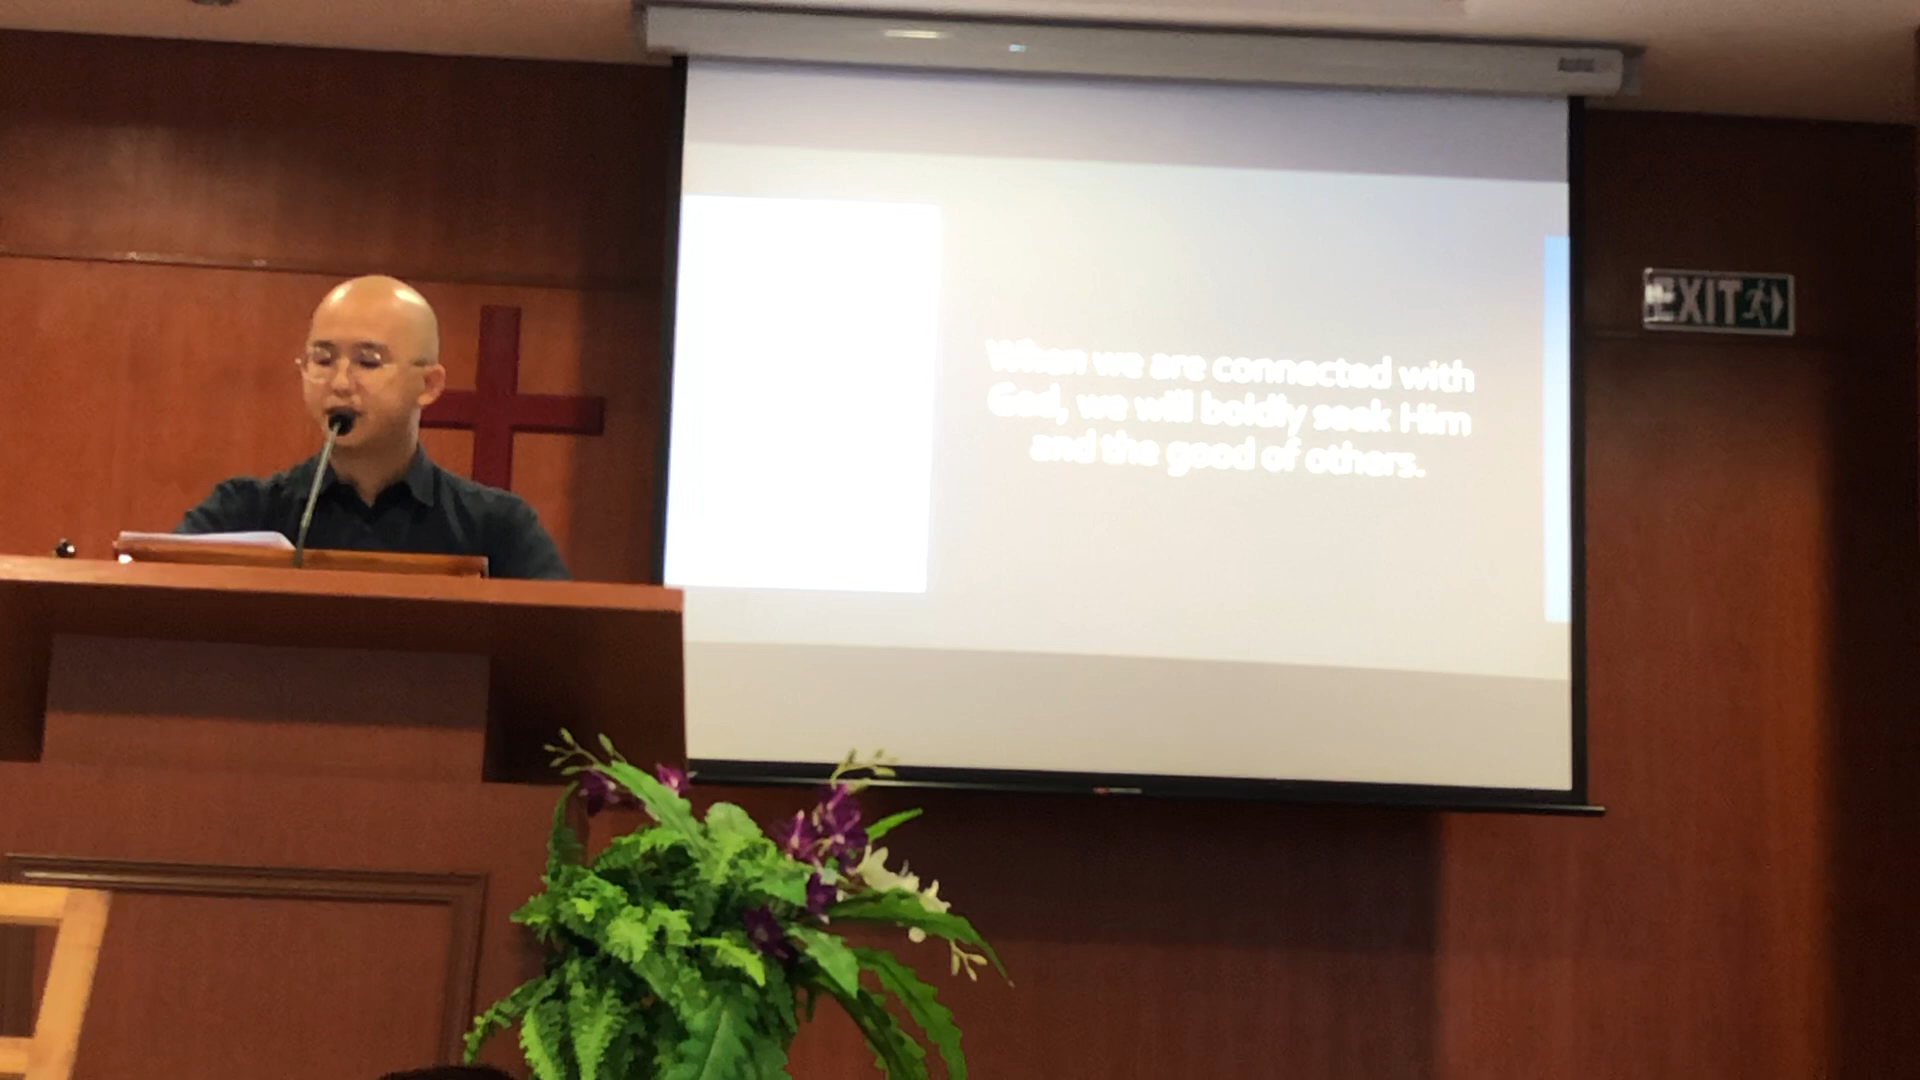 When we are connected with
God, we will boldly seek Him
and the good of others.
EXIT